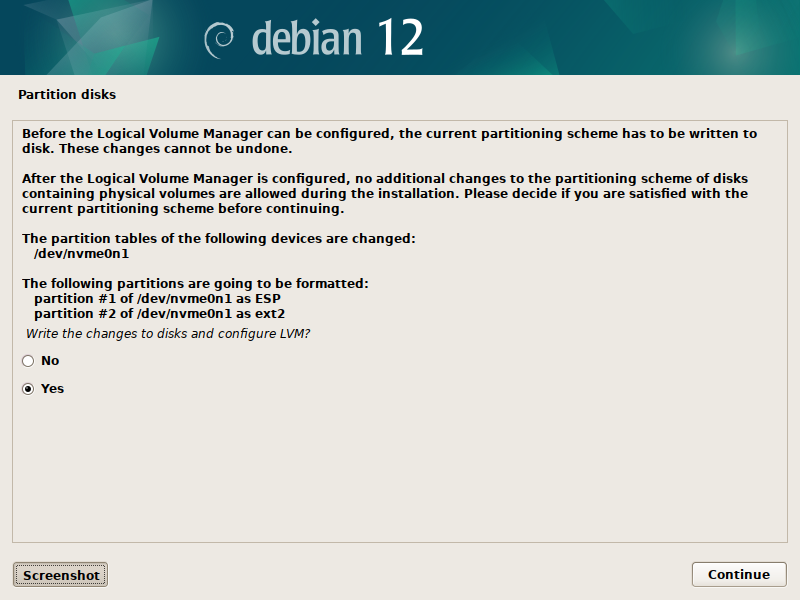 debian 12
Partition disks
Before the Logical Volume Manager can be configured, the current partitioning scheme has to be written to
disk. These changes cannot be undone.
After the Logical Volume Manager is configured, no additional changes to the partitioning scheme of disks
containing physical volumes are allowed during the installation. Please decide if you are satisfied with the
current partitioning scheme before continuing.
The partition tables of the following devices are changed:
/dev/nvme0n1
The following partitions are going to be formatted:
partition #1 of /dev/nvme0n1 as ESP
partition #2 of /dev/nvme0n1 as ext2
Write the changes to disks and configure LVM?
No
Yes
Screenshot
Continue